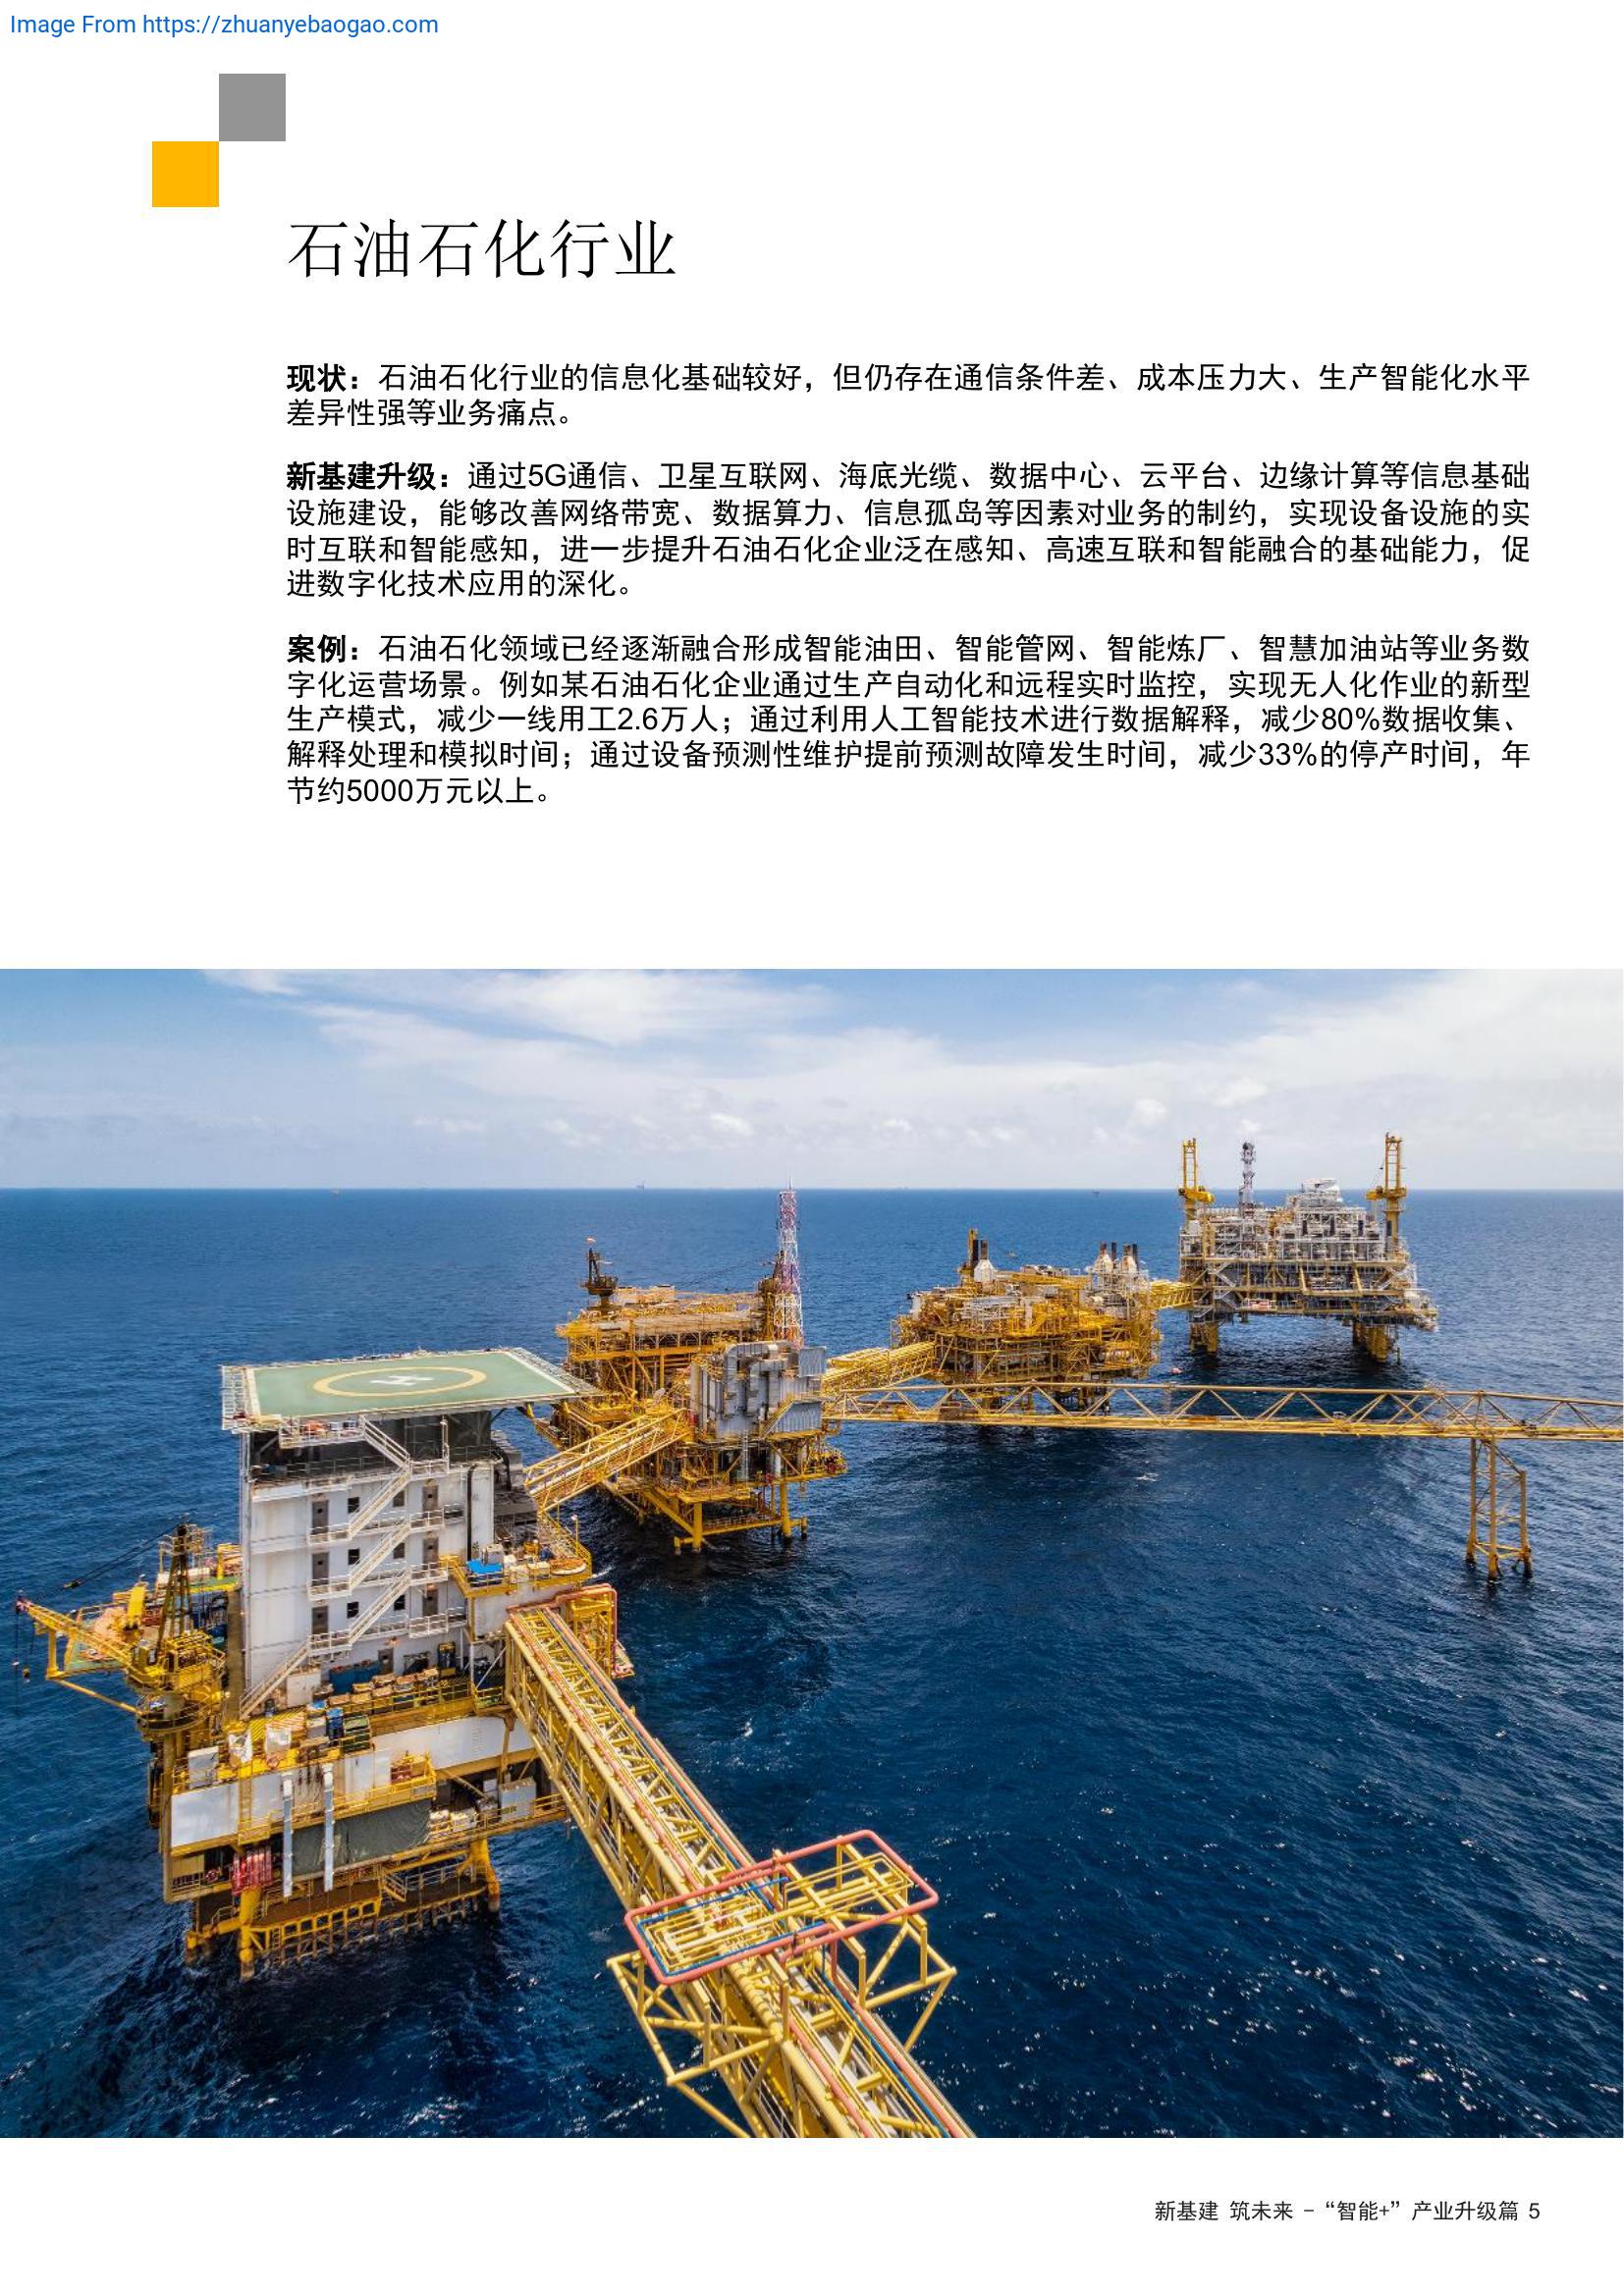 Image From https://zhuanyebaogao.com
石油石化行业
现状：石油石化行业的信息化基础较好，但仍存在通信条件差、成本压力大、生产智能化水平
差异性强等业务痛点。
新基建升级：通过5G通信、卫星互联网、海底光缆、数据中心、云平台、边缘计算等信息基础
设施建设，能够改善网络带宽、数据算力、信息孤岛等因素对业务的制约，实现设备设施的实
时互联和智能感知，进一步提升石油石化企业泛在感知、高速互联和智能融合的基础能力，促
进数字化技术应用的深化。
案例：石油石化领域已经逐渐融合形成智能油田、智能管网、智能炼厂、智慧加油站等业务数
字化运营场景。例如某石油石化企业通过生产自动化和远程实时监控，实现无人化作业的新型
生产模式，减少一线用工2.6万人；通过利用人工智能技术进行数据解释，减少80%数据收集、
解释处理和模拟时间；通过设备预测性维护提前预测故障发生时间，减少33%的停产时间，年
节约5000万元以上。
H
新基建 筑未来 – “智能+” 产业升级篇 5